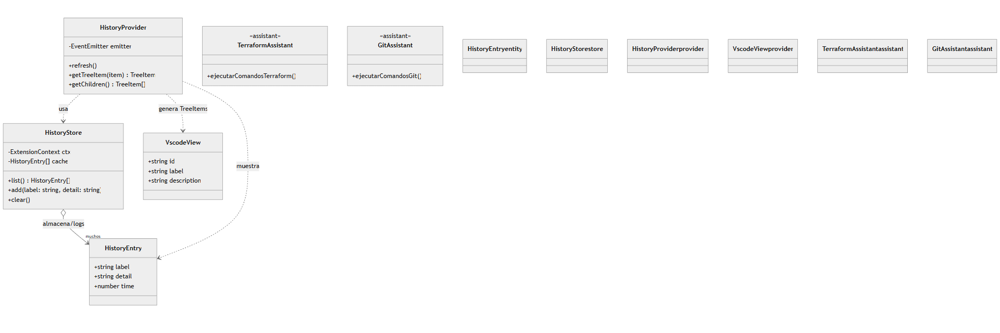 HistoryProvider
-EventEmitter emitter
+refresh()
+getTreeItem(item) : TreeItem
+getChildren() : TreeItem[]
«assistant»
TerraformAssistant
+ejecutarComandosTerraform()
«assistant»
GitAssistant
+ejecutarComandosGit()
HistoryEntryentity
HistoryStorestore
HistoryProviderprovider
VscodeViewprovider
TerraformAssistantassistant
GitAssistantassistant
usa
genera TreeItems
muestra
HistoryStore
-ExtensionContext ctx
-HistoryEntry[] cache
+list() : HistoryEntry[]
+add(label: string, detail: string)
+clear()
VscodeView
+string id
+string label
+string description
almacena/logs
muchos
HistoryEntry
+string label
+string detail
+number time